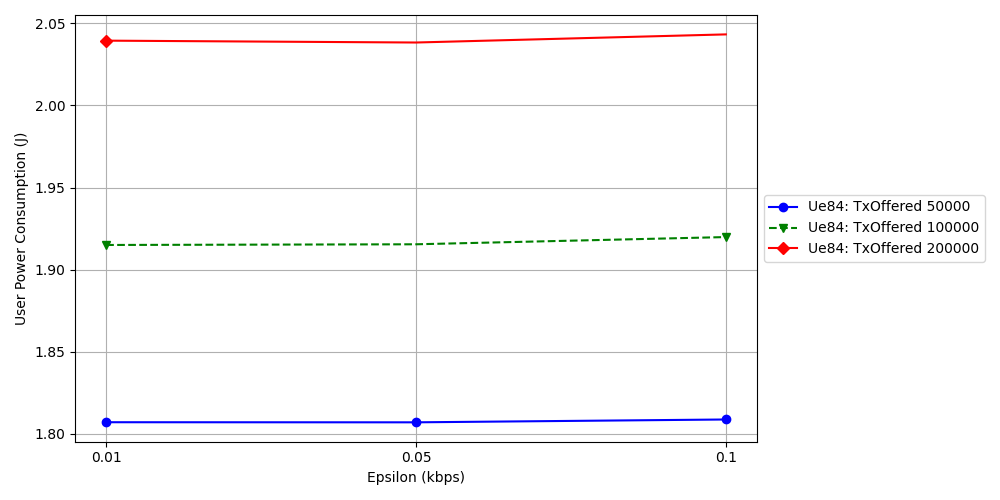 2.05
2.00
1.95
1.90
1.85
1.80
User Power Consumption (J)
0.01
0.05
0.1
Epsilon (kbps)
Ue84: TxOffered 50000
Ue84: TxOffered 100000
Ue84: TxOffered 200000